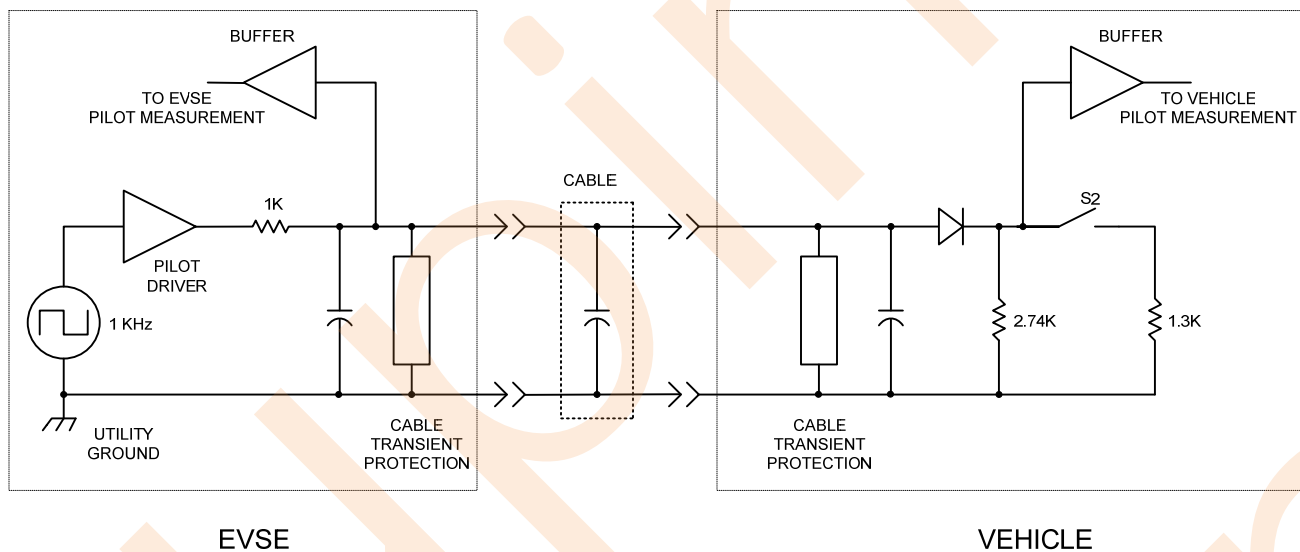 BUFFER
TO EVSE
PILOT MEASUREMENT
1K
PILOT
DRIVER
1 KHz
UTILITY
GROUND
CABLE
TRANSIENT
PROTECTION
CABLE
BUFFER
TO VEHICLE
PILOT MEASUREMENT
S2
2.74K
1.3K
CABLE
TRANSIENT
PROTECTION
EVSE
VEHICLE